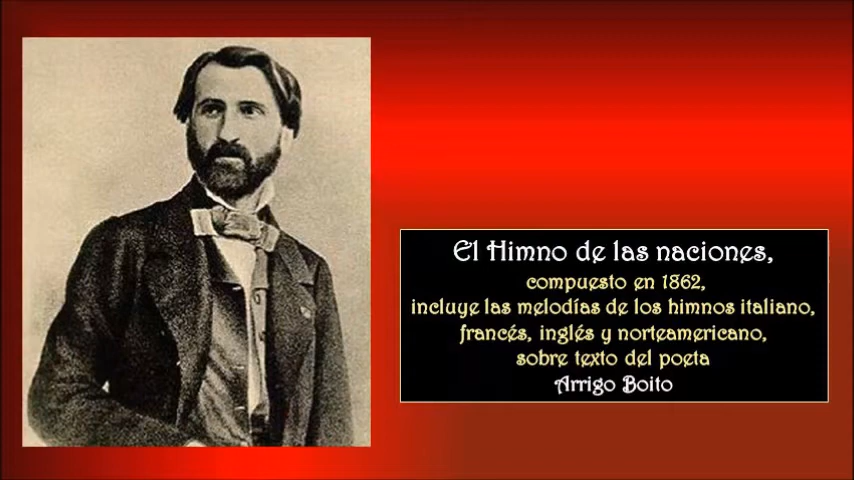 El Himno de las naciones,
compuesto en 1862,
incluye las melodías de los himnos italiano,
francés, inglés y norteamericano,
sobre texto del poeta
Arrigo Boito